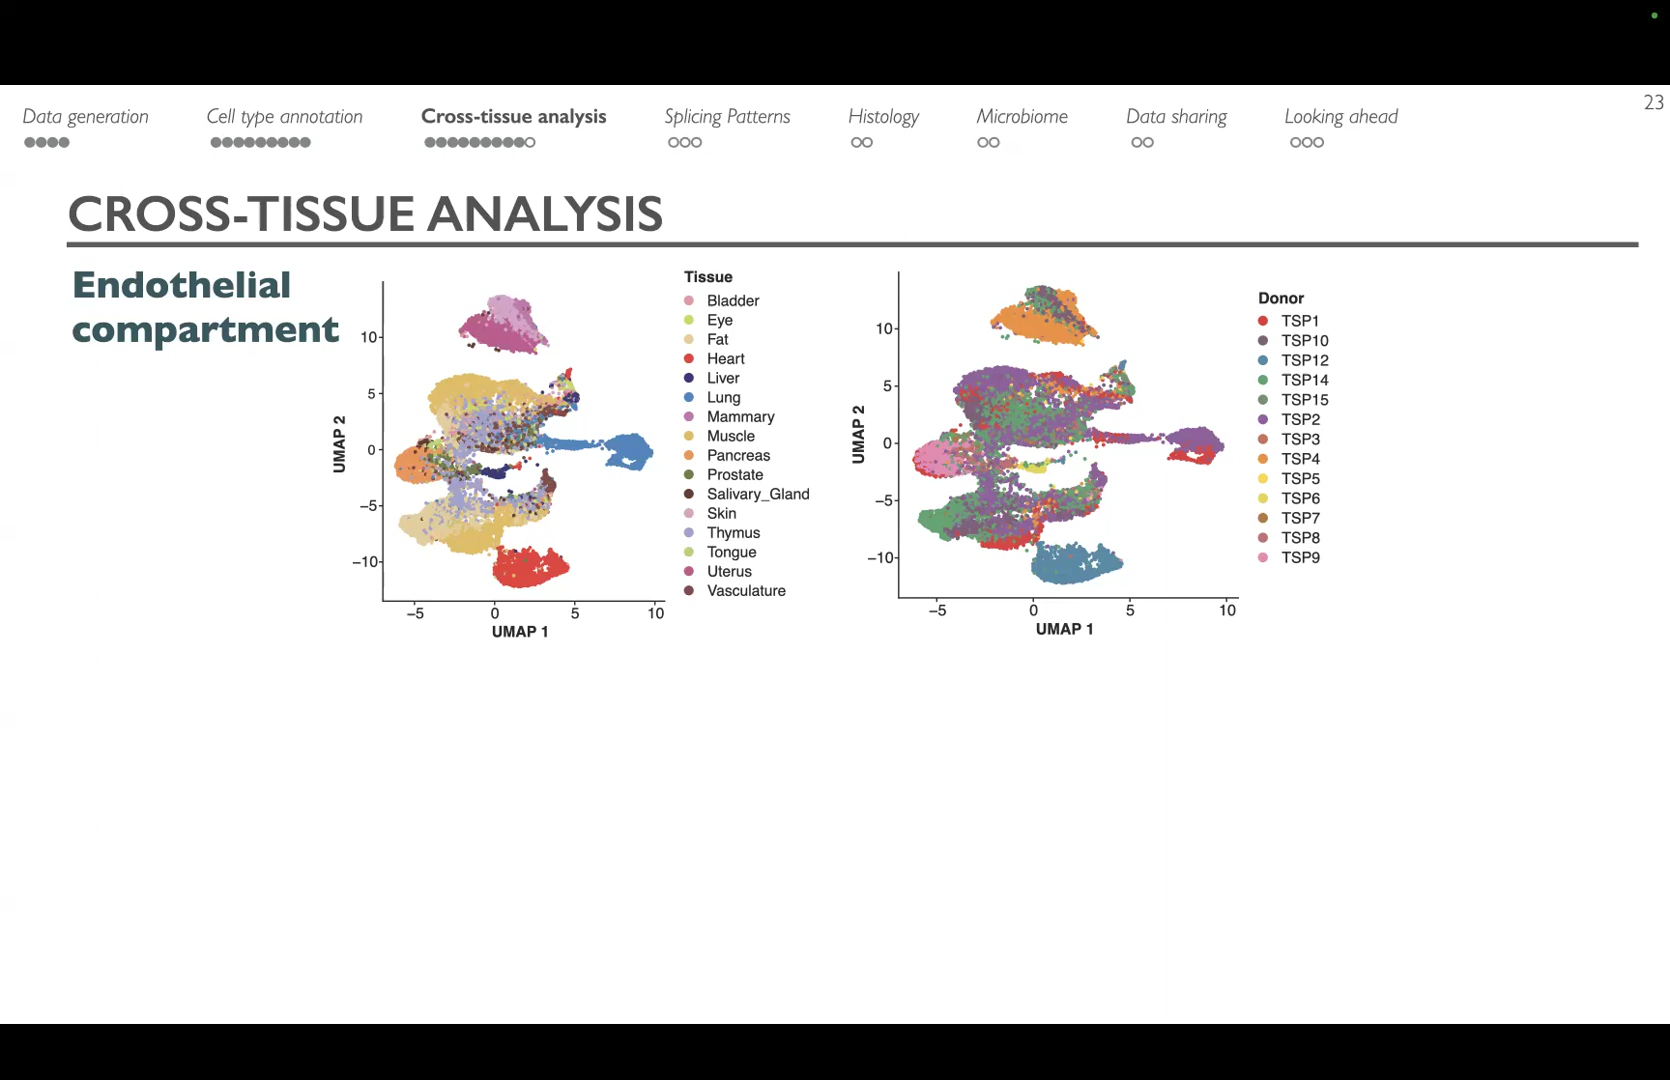 23
Data generation
Cell type annotation
Cross-tissue analysis
Splicing Patterns
Histology
Microbiome
Data sharing
Looking ahead
CROSS-TISSUE ANALYSIS
Endothelial
compartment
UMAP 2
10
5
0
−5
−10
−5
0
5
10
UMAP 1
Tissue
Bladder
Eye
Fat
Heart
Liver
Lung
Mammary
Muscle
Pancreas
Prostate
Salivary_Gland
Skin
Thymus
Tongue
Uterus
Vasculature
UMAP 2
10
5
0
−5
−10
−5
0
5
10
UMAP 1
Donor
TSP1
TSP10
TSP12
TSP14
TSP15
TSP2
TSP3
TSP4
TSP5
TSP6
TSP7
TSP8
TSP9